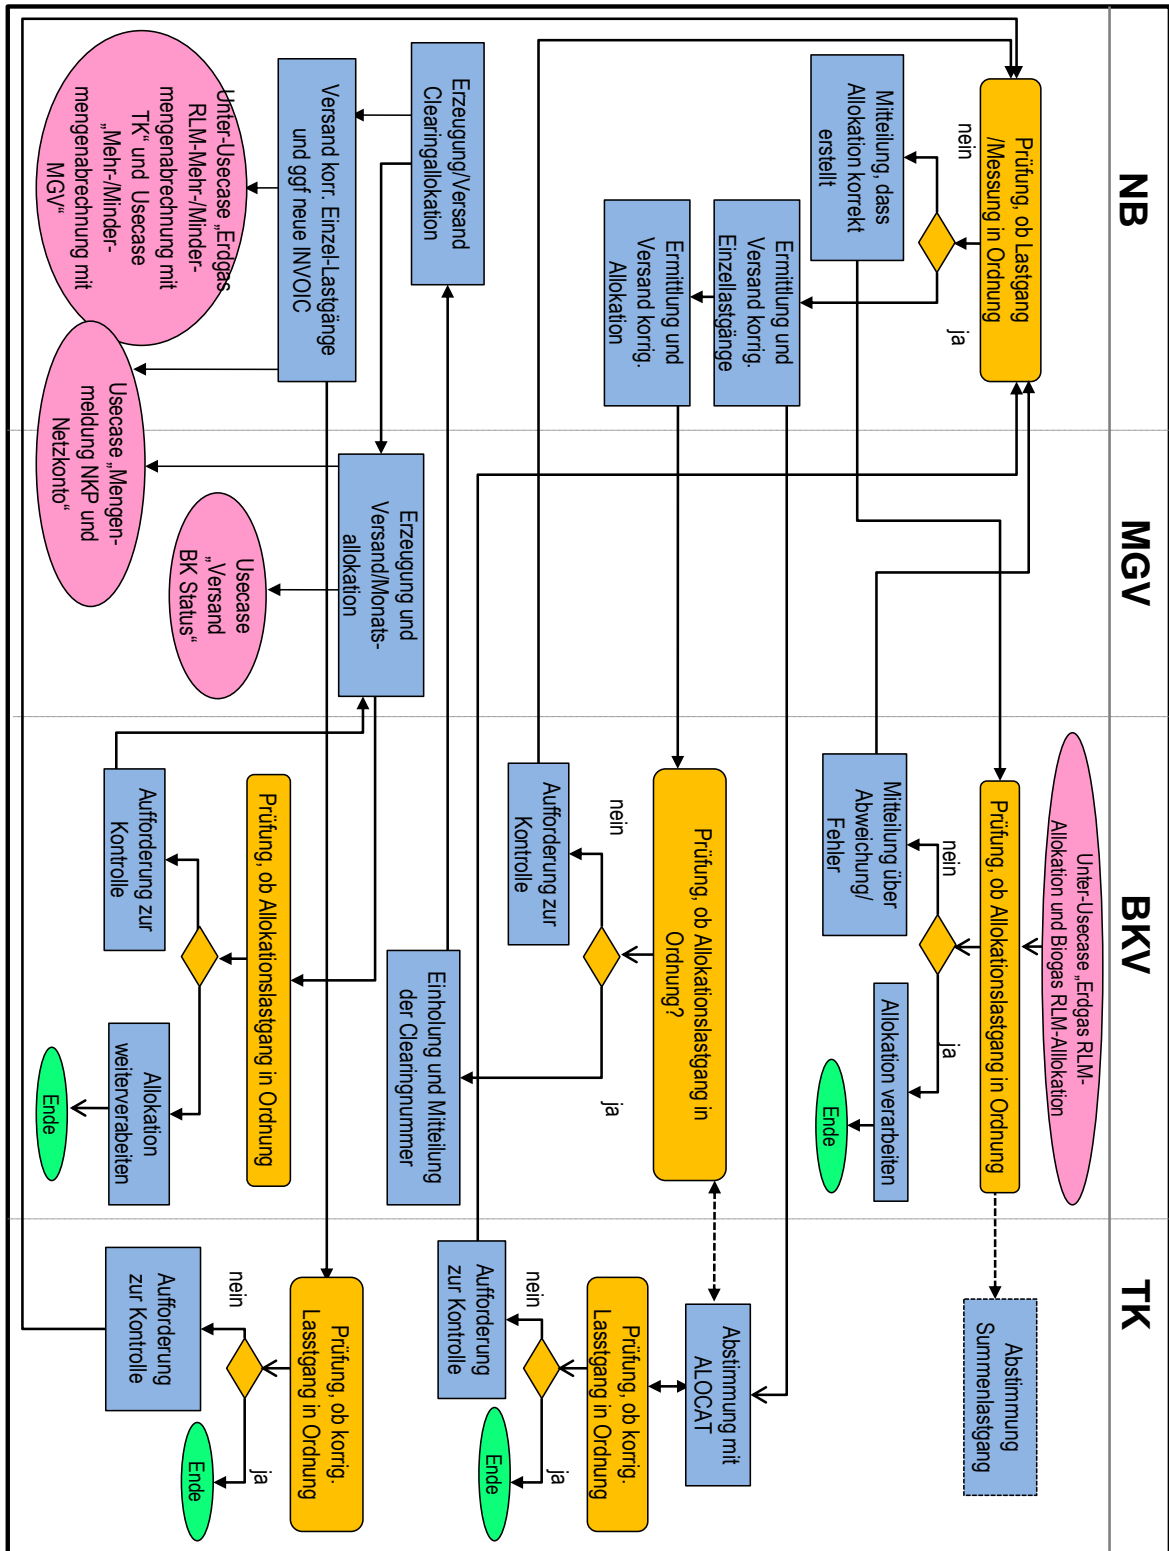 NB
MGV
BKV
TK
Unter-Usecase „Erdgas RLM-
Allokation und Biogas RLM-Alllokation
Prüfung, ob Lastgang
/Messung in Ordnung
Prüfung, ob Allokationslastgang in Ordnung
Abstimmung
Summenlastgang
nein
ja
nein
ja
Mitteilung, dass
Allokation korrekt
erstellt
Mitteilung über
Abweichung/
Fehler
Allokation verarbeiten
Ende
Ermittlung und
Versand korrig.
Einzellastgänge
Ermittlung und
Versand korrig.
Allokation
Prüfung, ob Allokationslastgang in
Ordnung?
Abstimmung mit
ALOCAT
nein
ja
Prüfung, ob korrig.
Lasstgang in Ordnung
Aufforderung zur
Kontrolle
nein
ja
Aufforderung
zur Kontrolle
Ende
Erzeugung/Versand
Clearingallokation
Einholung und Mitteilung
der Clearingnummer
Versand korr. Einzel-Lastgänge
und ggf neue INVOIC
Erzeugung und
Versand/Monats-
allokation
Prüfung, ob Allokationslastgang in Ordnung
Prüfung, ob korrig.
Lasstgang in Ordnung
Unter-Usecase „Erdgas
RLM-Mehr-/Minder-
mengenabrechnung mit
TK“ und Usecase
„Mehr-/Minder-
mengenabrechnung mit
MGV“
Usecase „Mengen-
meldung NKP und
Netzkonto“
Usecase
„Versand
BK Status“
Aufforderung zur
Kontrolle
Allokation
weiterverabeiten
Ende
nein
ja
Aufforderung
zur Kontrolle
Ende